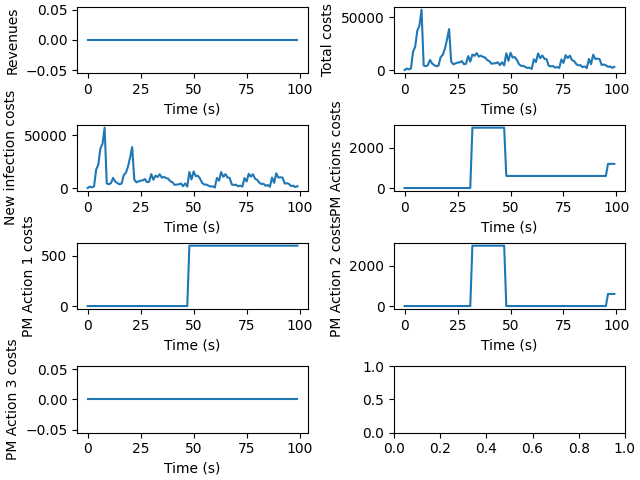 Revenues
0.05
0.00
−0.05
0 25 50 75 100
Time (s)
Total costs
50000
0
0 25 50 75 100
Time (s)
New infection costs
50000
0
0 25 50 75 100
Time (s)
PM Actions costs
2000
0
0 25 50 75 100
Time (s)
PM Action 1 costs
500
0
0 25 50 75 100
Time (s)
PM Action 2 costs
2000
0
0 25 50 75 100
Time (s)
PM Action 3 costs
0.05
0.00
−0.05
0 25 50 75 100
Time (s)
1.0
0.5
0.0
0.0 0.2 0.4 0.6 0.8 1.0